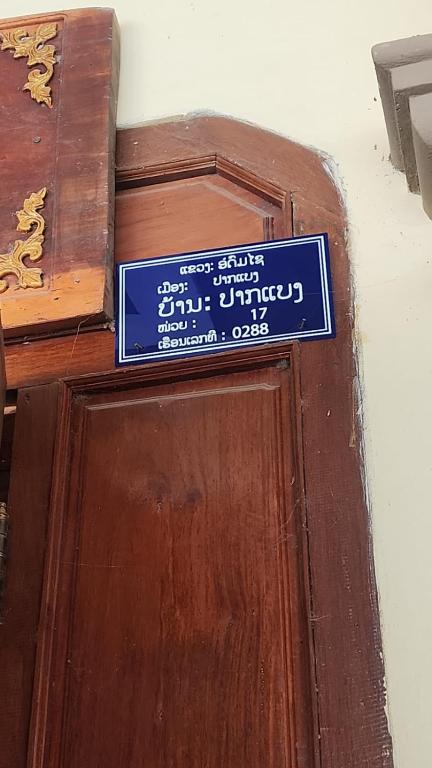 ແຂວງ: ອຸດົມໄຊ
ເມືອງ: ປາກແບງ
ບ້ານ: ປາກແບງ
ໜ່ວຍ : 17
ເຮືອນເລກທີ : 0288